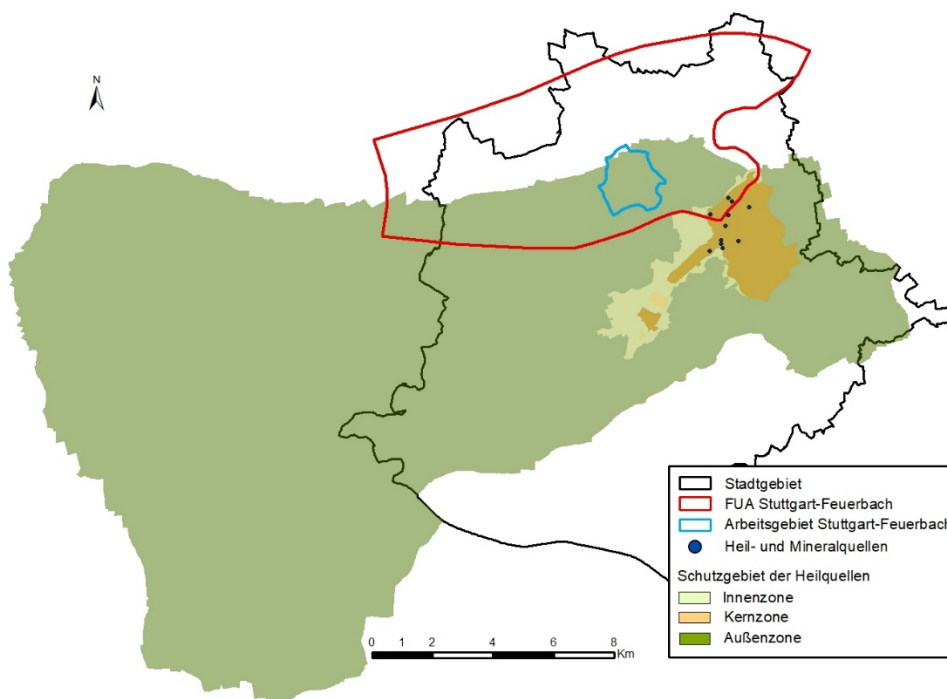 N
Stadtgebiet
FUA Stuttgart-Feuerbach
Arbeitsgebiet Stuttgart-Feuerbach
Heil- und Mineralquellen
Schutzgebiet der Heilquellen
Innenzone
Kernzone
Außenzone
0 1 2 4 6 8
Km